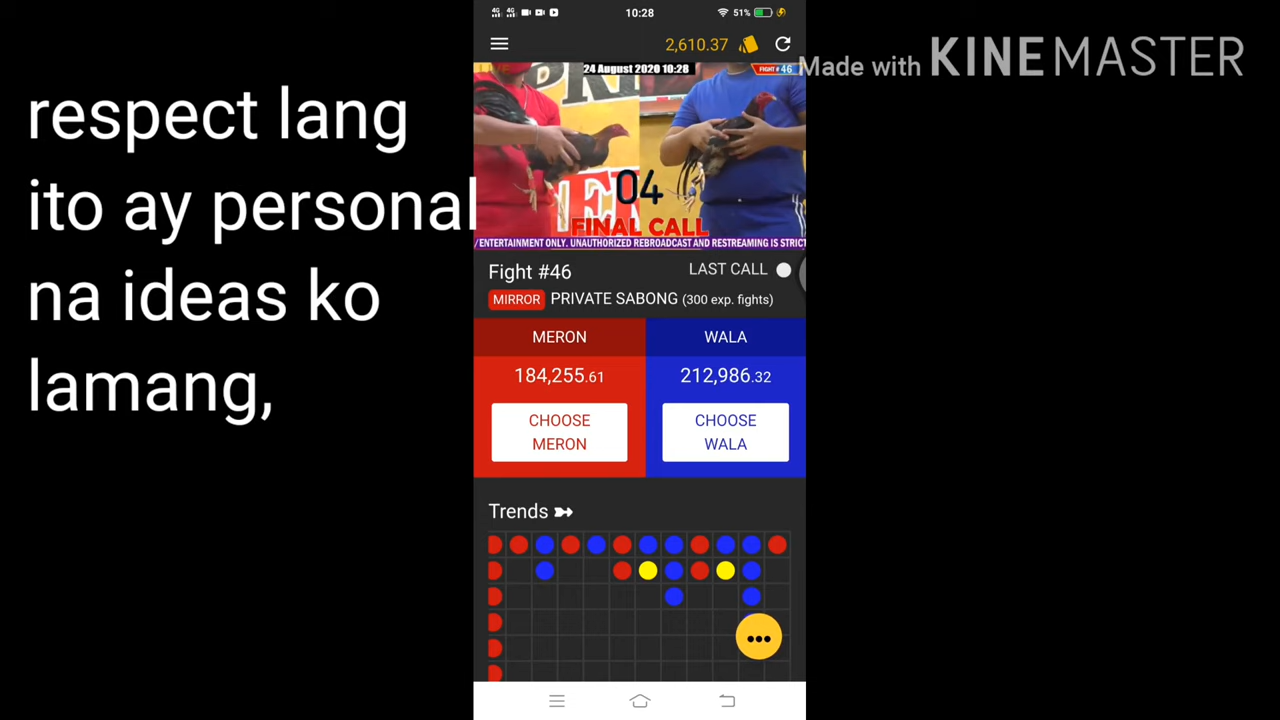 respect lang
ito ay personal
na ideas ko
lamang,
Made with KINEMASTER
4G 4G 10:28 51%
2,610.37
LIVE 24 August 2020 10:28 FIGHT # 46
04
FINAL CALL
/ENTERTAINMENT ONLY. UNAUTHORIZED REBROADCAST AND RESTREAMING IS STRICT
Fight #46 LAST CALL
MIRROR PRIVATE SABONG (300 exp. fights)
MERON WALA
184,255.61 212,986.32
CHOOSE MERON
CHOOSE WALA
Trends